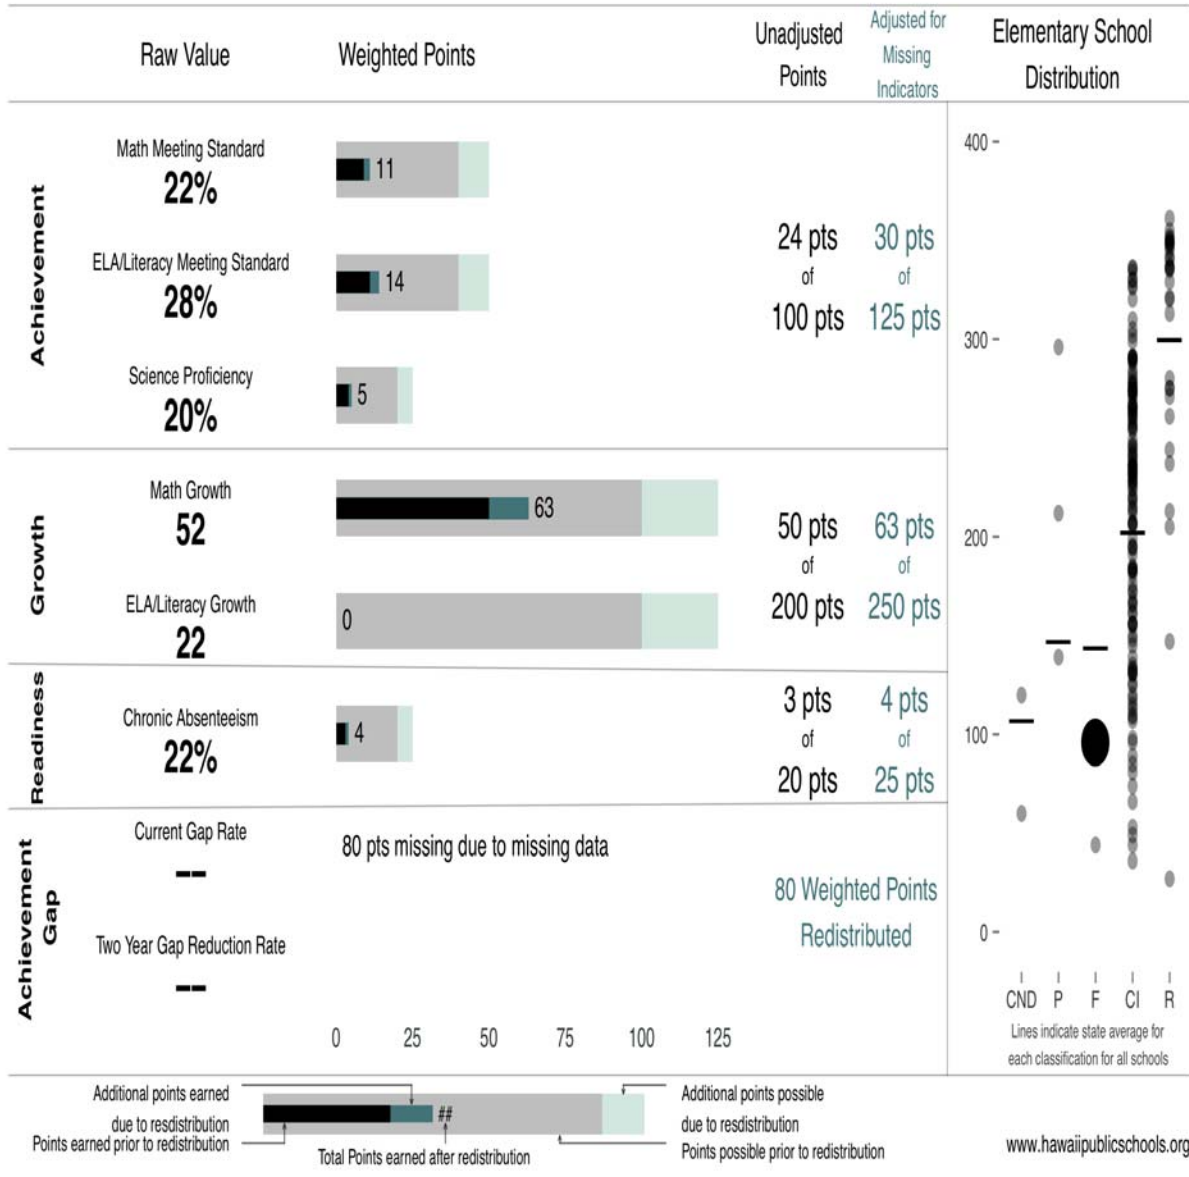 Raw Value
Weighted Points
Unadjusted
Points
Adjusted for
Missing
Indicators
Elementary School
Distribution
Achievement
Math Meeting Standard
22%
11
ELA/Literacy Meeting Standard
28%
14
Science Proficiency
20%
5
24 pts
of
100 pts
30 pts
of
125 pts
Growth
Math Growth
52
63
ELA/Literacy Growth
22
0
50 pts
of
200 pts
63 pts
of
250 pts
Readiness
Chronic Absenteeism
22%
4
3 pts
of
20 pts
4 pts
of
25 pts
Achievement
Gap
Current Gap Rate
--
Two Year Gap Reduction Rate
--
80 pts missing due to missing data
80 Weighted Points
Redistributed
0 25 50 75 100 125
400
300
200
100
0
CND P F CI R
Lines indicate state average for
each classification for all schools
Additional points earned
due to resdistribution
Points earned prior to redistribution
##
Total Points earned after redistribution
Additional points possible
due to resdistribution
Points possible prior to redistribution
www.hawaiipublicschools.org